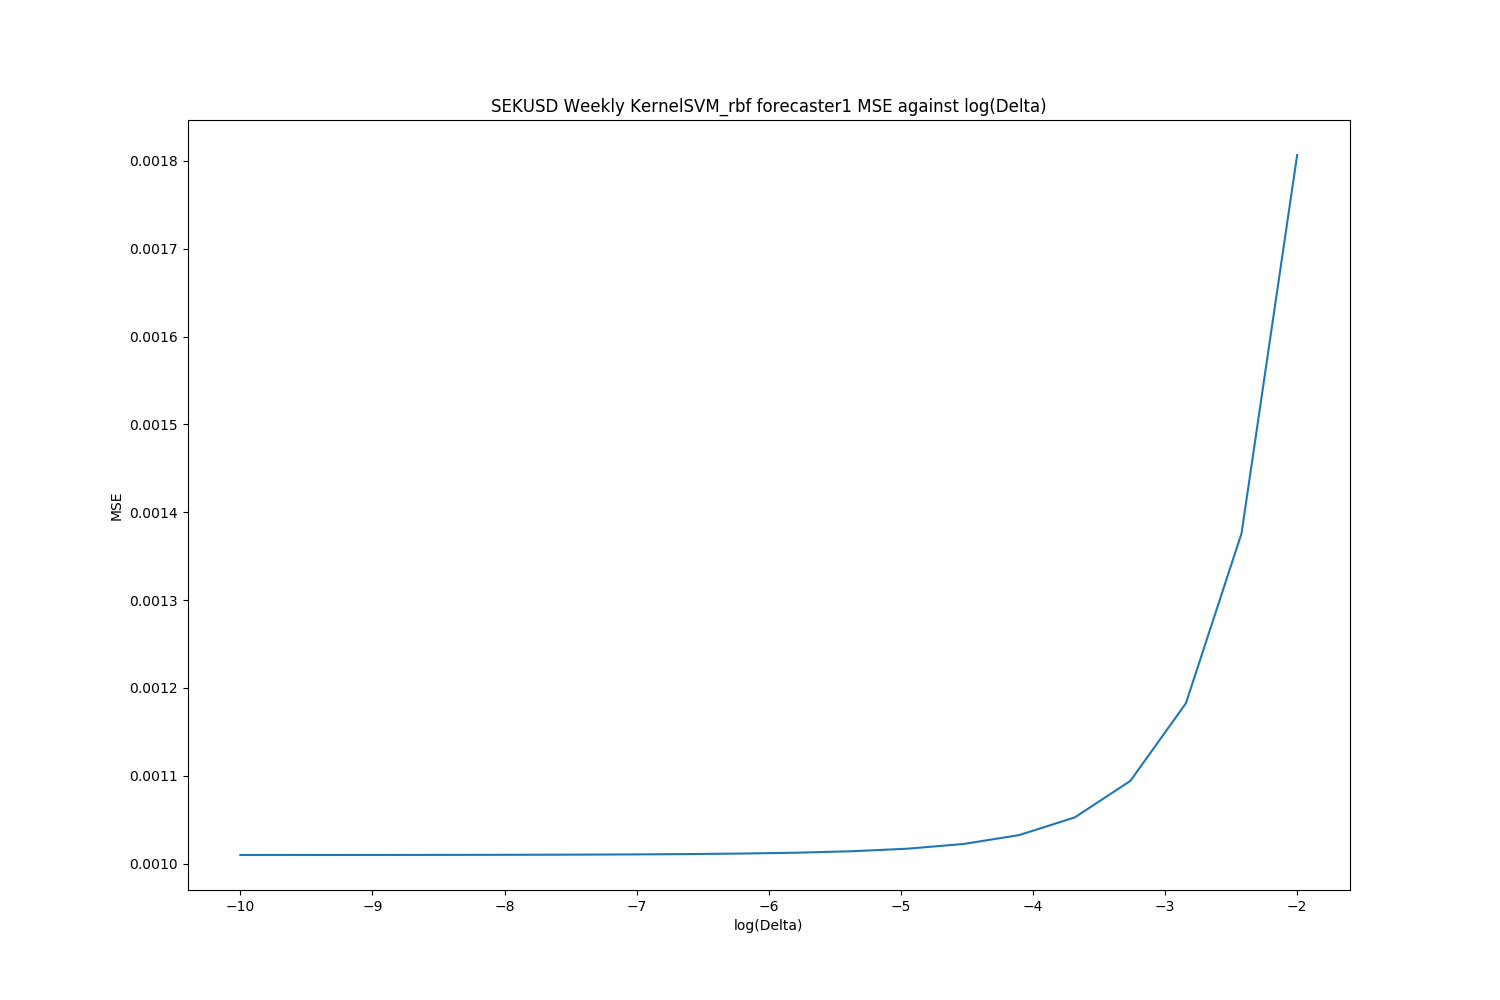 SEKUSD Weekly KernelSVM_rbf forecaster1 MSE against log(Delta)
0.0018
0.0017
0.0016
0.0015
0.0014
MSE
0.0013
0.0012
0.0011
0.0010
−10 −9 −8 −7 −6 −5 −4 −3 −2
log(Delta)